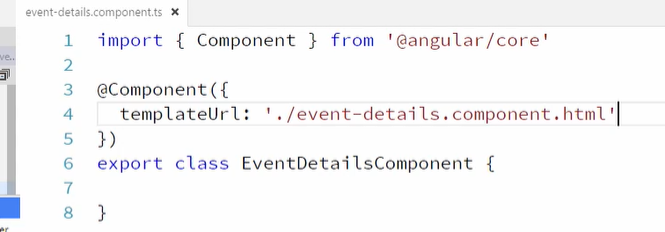 event-details.component.ts ×
1 import { Component } from '@angular/core'
2
3 @Component({
4   templateUrl: './event-details.component.html'
5 })
6 export class EventDetailsComponent {
7
8 }